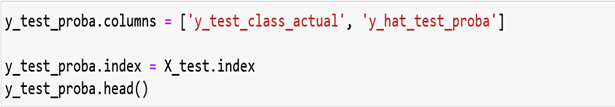 y_test_proba.columns = ['y_test_class_actual', 'y_hat_test_proba']
y_test_proba.index = X_test.index
y_test_proba.head()